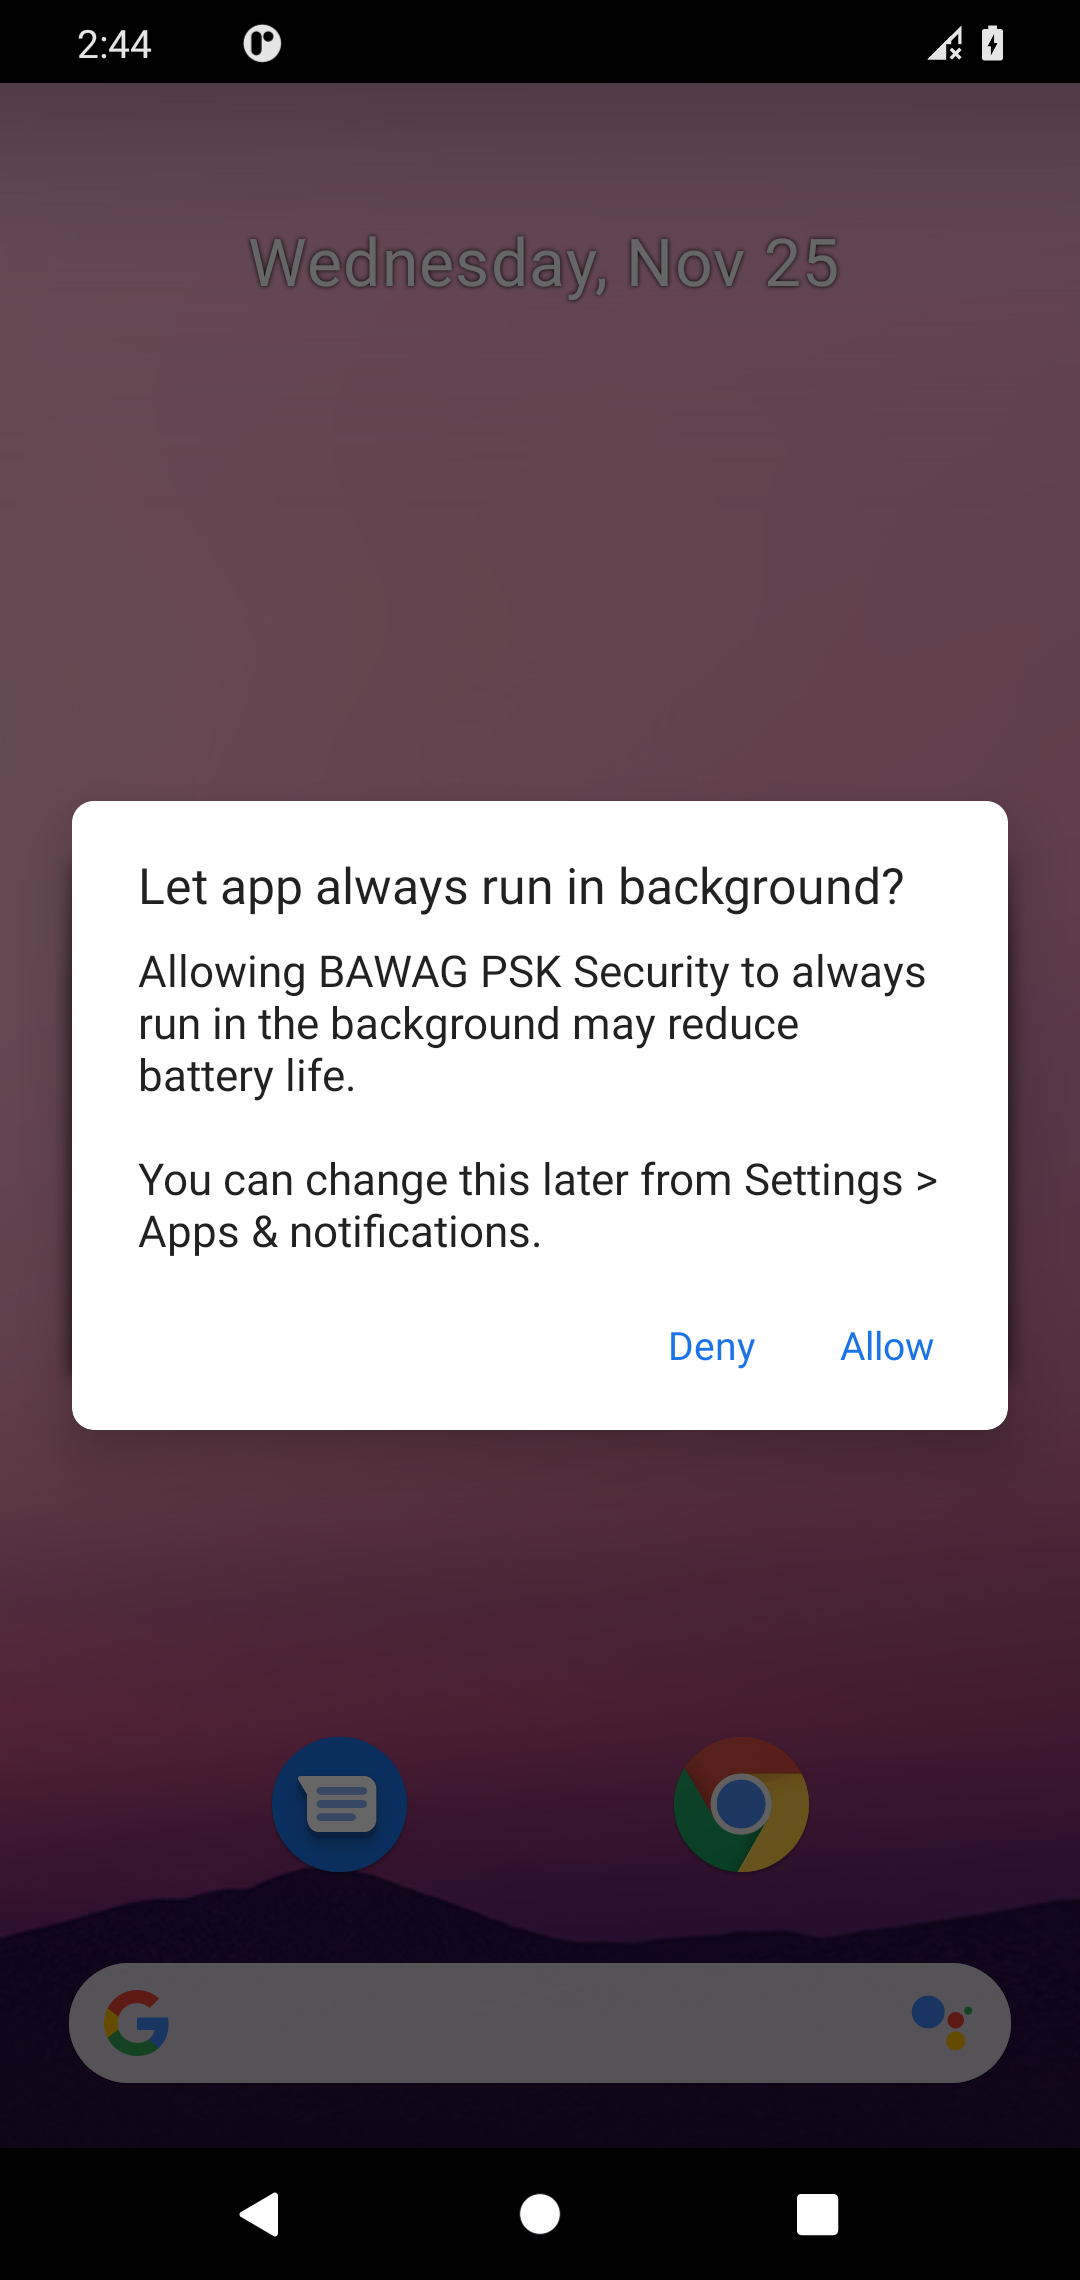 2:44
Wednesday, Nov 25
Let app always run in background?
Allowing BAWAG PSK Security to always
run in the background may reduce
battery life.
You can change this later from Settings >
Apps & notifications.
Deny Allow